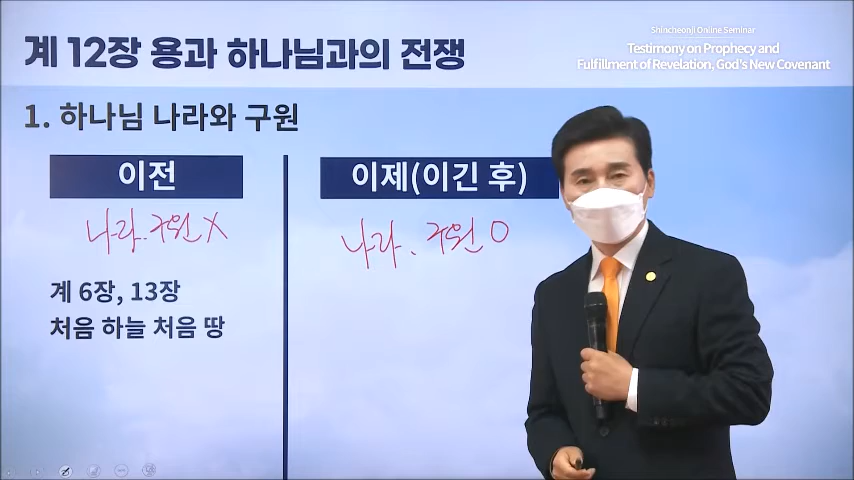 Shincheonji Online Seminar
계 12장 용과 하나님과의 전쟁
Testimony on Prophecy and
Fulfillment of Revelation, God's New Covenant
1. 하나님 나라와 구원
이전
이제(이긴 후)
나라.구원 X
나라. 구원 O
계 6장, 13장
처음 하늘 처음 땅